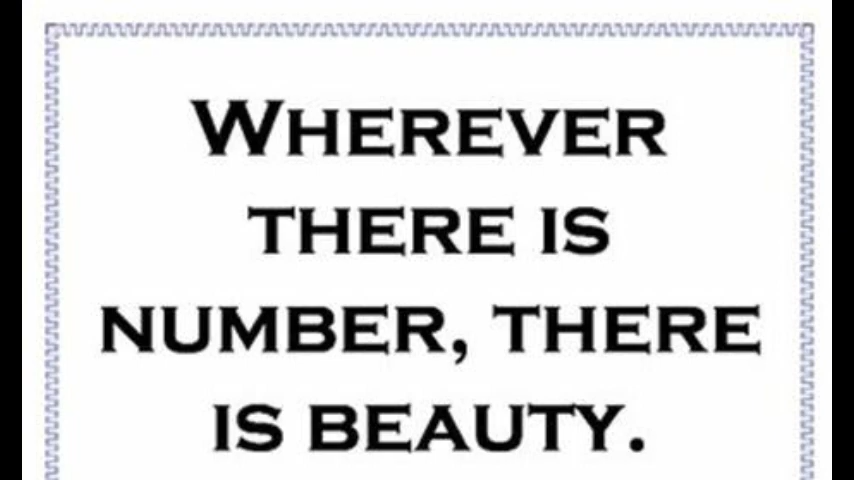 WHEREVER
THERE IS
NUMBER, THERE
IS BEAUTY.